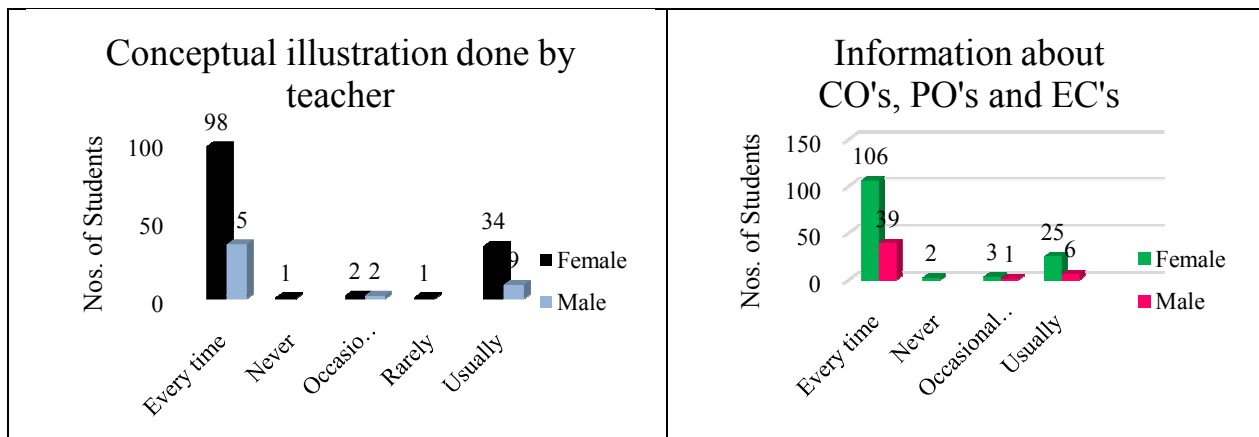 Conceptual illustration done by
teacher
Nos. of Students
100
50
0
98
1
2
2
1
34
9
Every time
Never
Occasio...
Rarely
Usually
Female
Male
Information about
CO's, PO's and EC's
Nos. of Students
150
100
50
0
106
39
2
3
1
25
6
Every time
Never
Occasional...
Usually
Female
Male